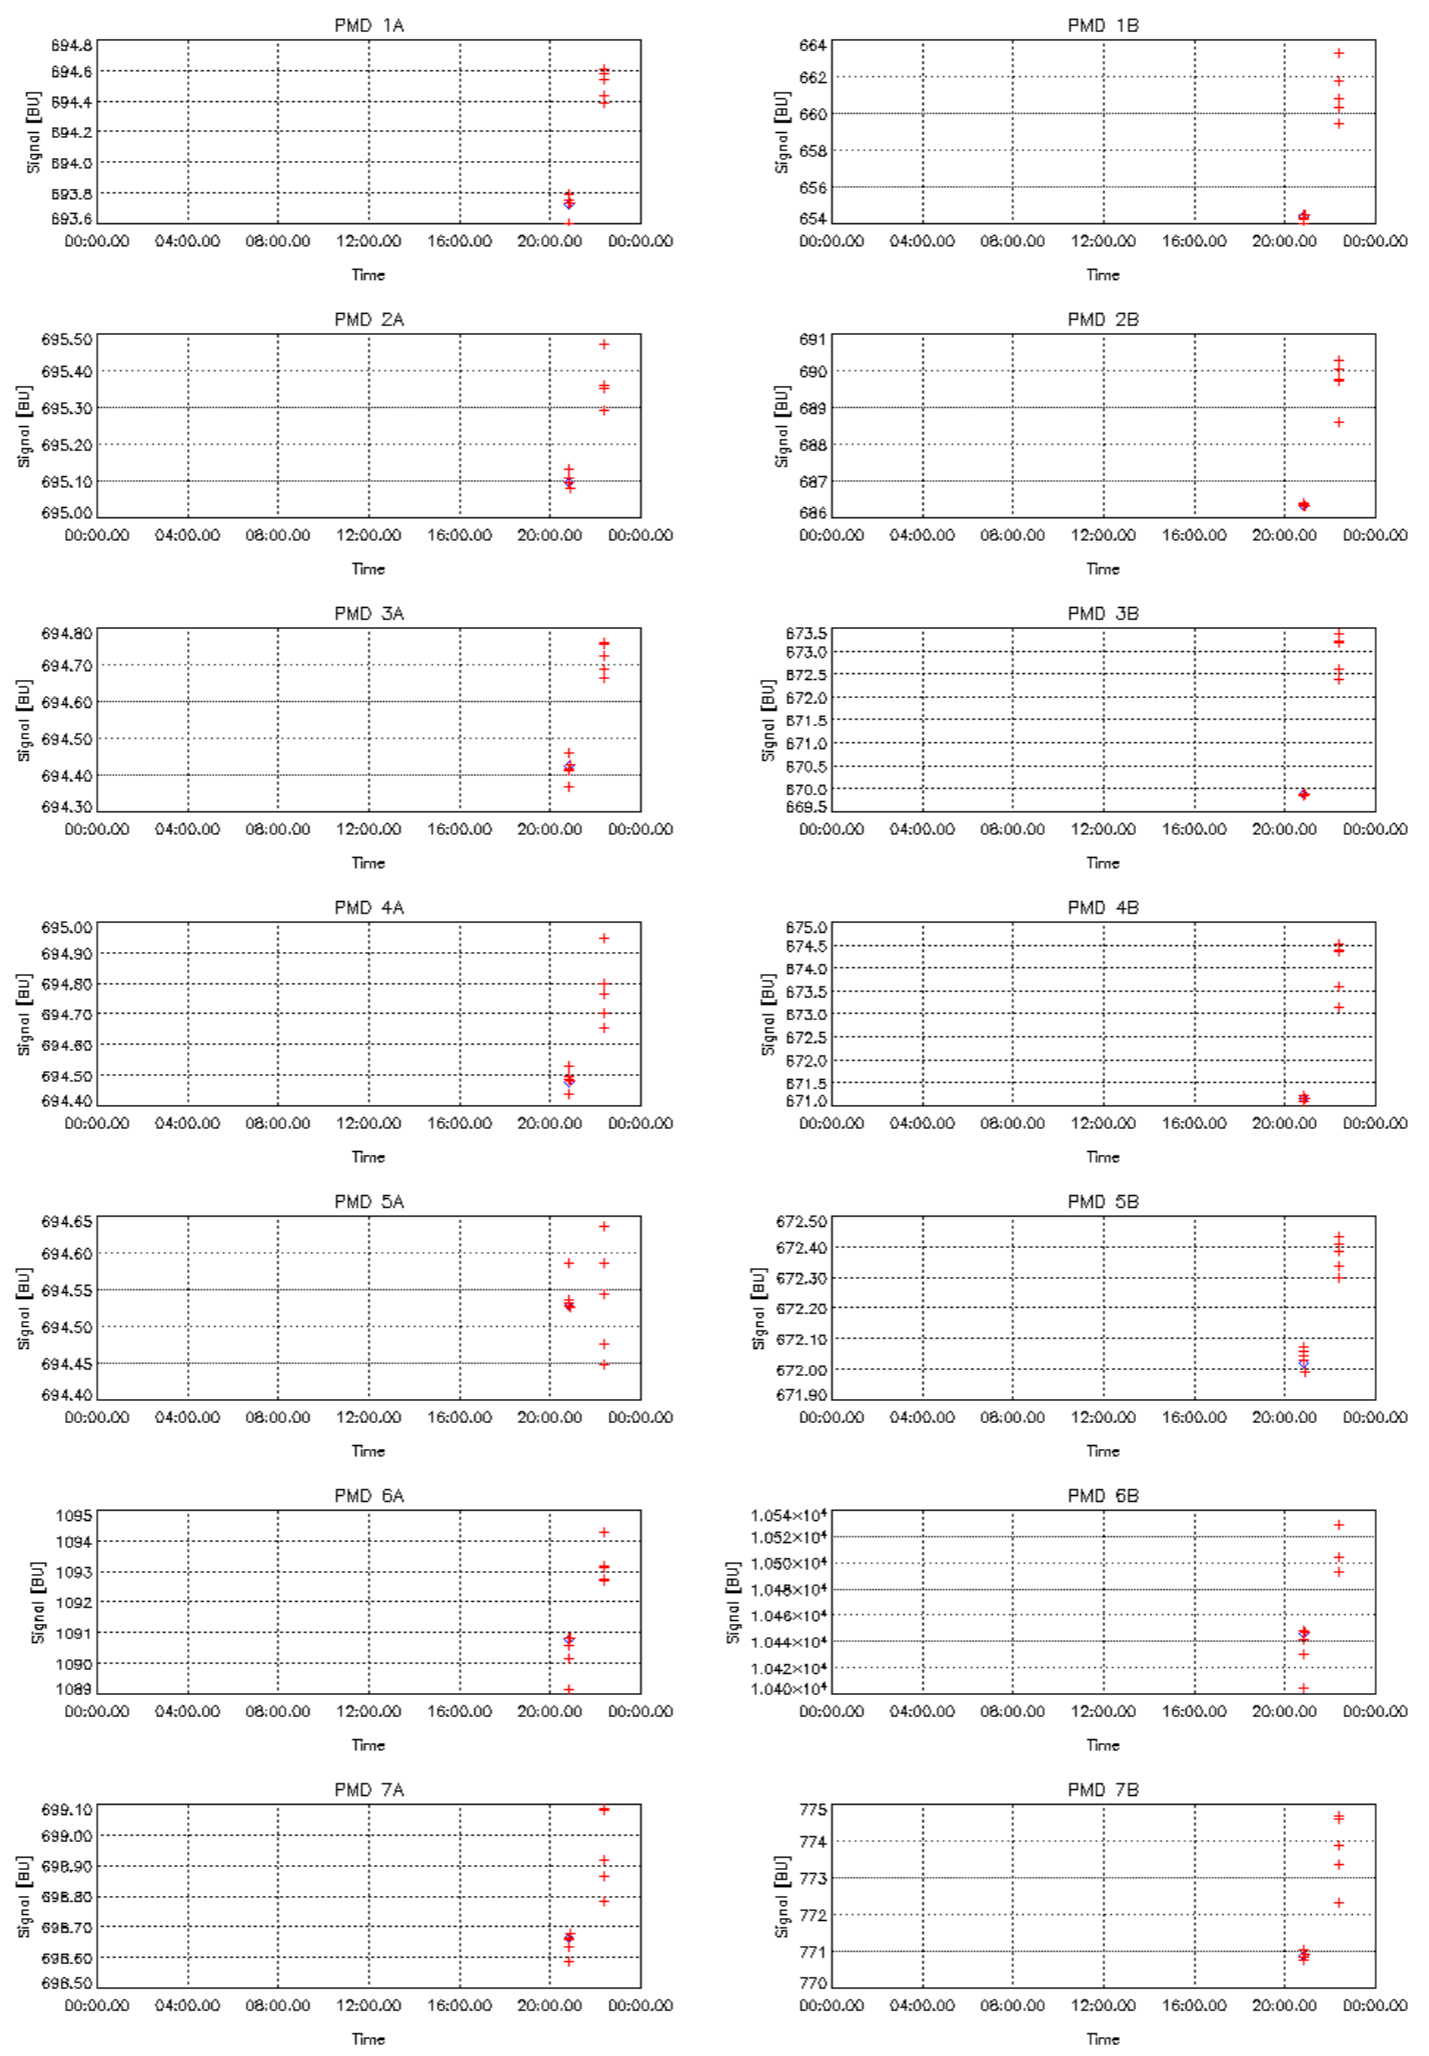 PMD 1A
694.8
694.6
694.4
694.2
694.0
693.8
693.6
Signal [BU]
00:00.00 04:00.00 08:00.00 12:00.00 16:00.00 20:00.00 00:00.00
Time
PMD 1B
664
662
660
658
656
654
Signal [BU]
00:00.00 04:00.00 08:00.00 12:00.00 16:00.00 20:00.00 00:00.00
Time
PMD 2A
695.50
695.40
695.30
695.20
695.10
695.00
Signal [BU]
00:00.00 04:00.00 08:00.00 12:00.00 16:00.00 20:00.00 00:00.00
Time
PMD 2B
691
690
689
688
687
686
Signal [BU]
00:00.00 04:00.00 08:00.00 12:00.00 16:00.00 20:00.00 00:00.00
Time
PMD 3A
694.80
694.70
694.60
694.50
694.40
694.30
Signal [BU]
00:00.00 04:00.00 08:00.00 12:00.00 16:00.00 20:00.00 00:00.00
Time
PMD 3B
673.5
673.0
672.5
672.0
671.5
671.0
670.5
670.0
669.5
Signal [BU]
00:00.00 04:00.00 08:00.00 12:00.00 16:00.00 20:00.00 00:00.00
Time
PMD 4A
695.00
694.90
694.80
694.70
694.60
694.50
694.40
Signal [BU]
00:00.00 04:00.00 08:00.00 12:00.00 16:00.00 20:00.00 00:00.00
Time
PMD 4B
675.0
674.5
674.0
673.5
673.0
672.5
672.0
671.5
671.0
Signal [BU]
00:00.00 04:00.00 08:00.00 12:00.00 16:00.00 20:00.00 00:00.00
Time
PMD 5A
694.65
694.60
694.55
694.50
694.45
694.40
Signal [BU]
00:00.00 04:00.00 08:00.00 12:00.00 16:00.00 20:00.00 00:00.00
Time
PMD 5B
672.50
672.40
672.30
672.20
672.10
672.00
671.90
Signal [BU]
00:00.00 04:00.00 08:00.00 12:00.00 16:00.00 20:00.00 00:00.00
Time
PMD 6A
1095
1094
1093
1092
1091
1090
1089
Signal [BU]
00:00.00 04:00.00 08:00.00 12:00.00 16:00.00 20:00.00 00:00.00
Time
PMD 6B
1.054×10⁴
1.052×10⁴
1.050×10⁴
1.048×10⁴
1.046×10⁴
1.044×10⁴
1.042×10⁴
1.040×10⁴
Signal [BU]
00:00.00 04:00.00 08:00.00 12:00.00 16:00.00 20:00.00 00:00.00
Time
PMD 7A
699.10
699.00
698.90
698.80
698.70
698.60
698.50
Signal [BU]
00:00.00 04:00.00 08:00.00 12:00.00 16:00.00 20:00.00 00:00.00
Time
PMD 7B
775
774
773
772
771
770
Signal [BU]
00:00.00 04:00.00 08:00.00 12:00.00 16:00.00 20:00.00 00:00.00
Time